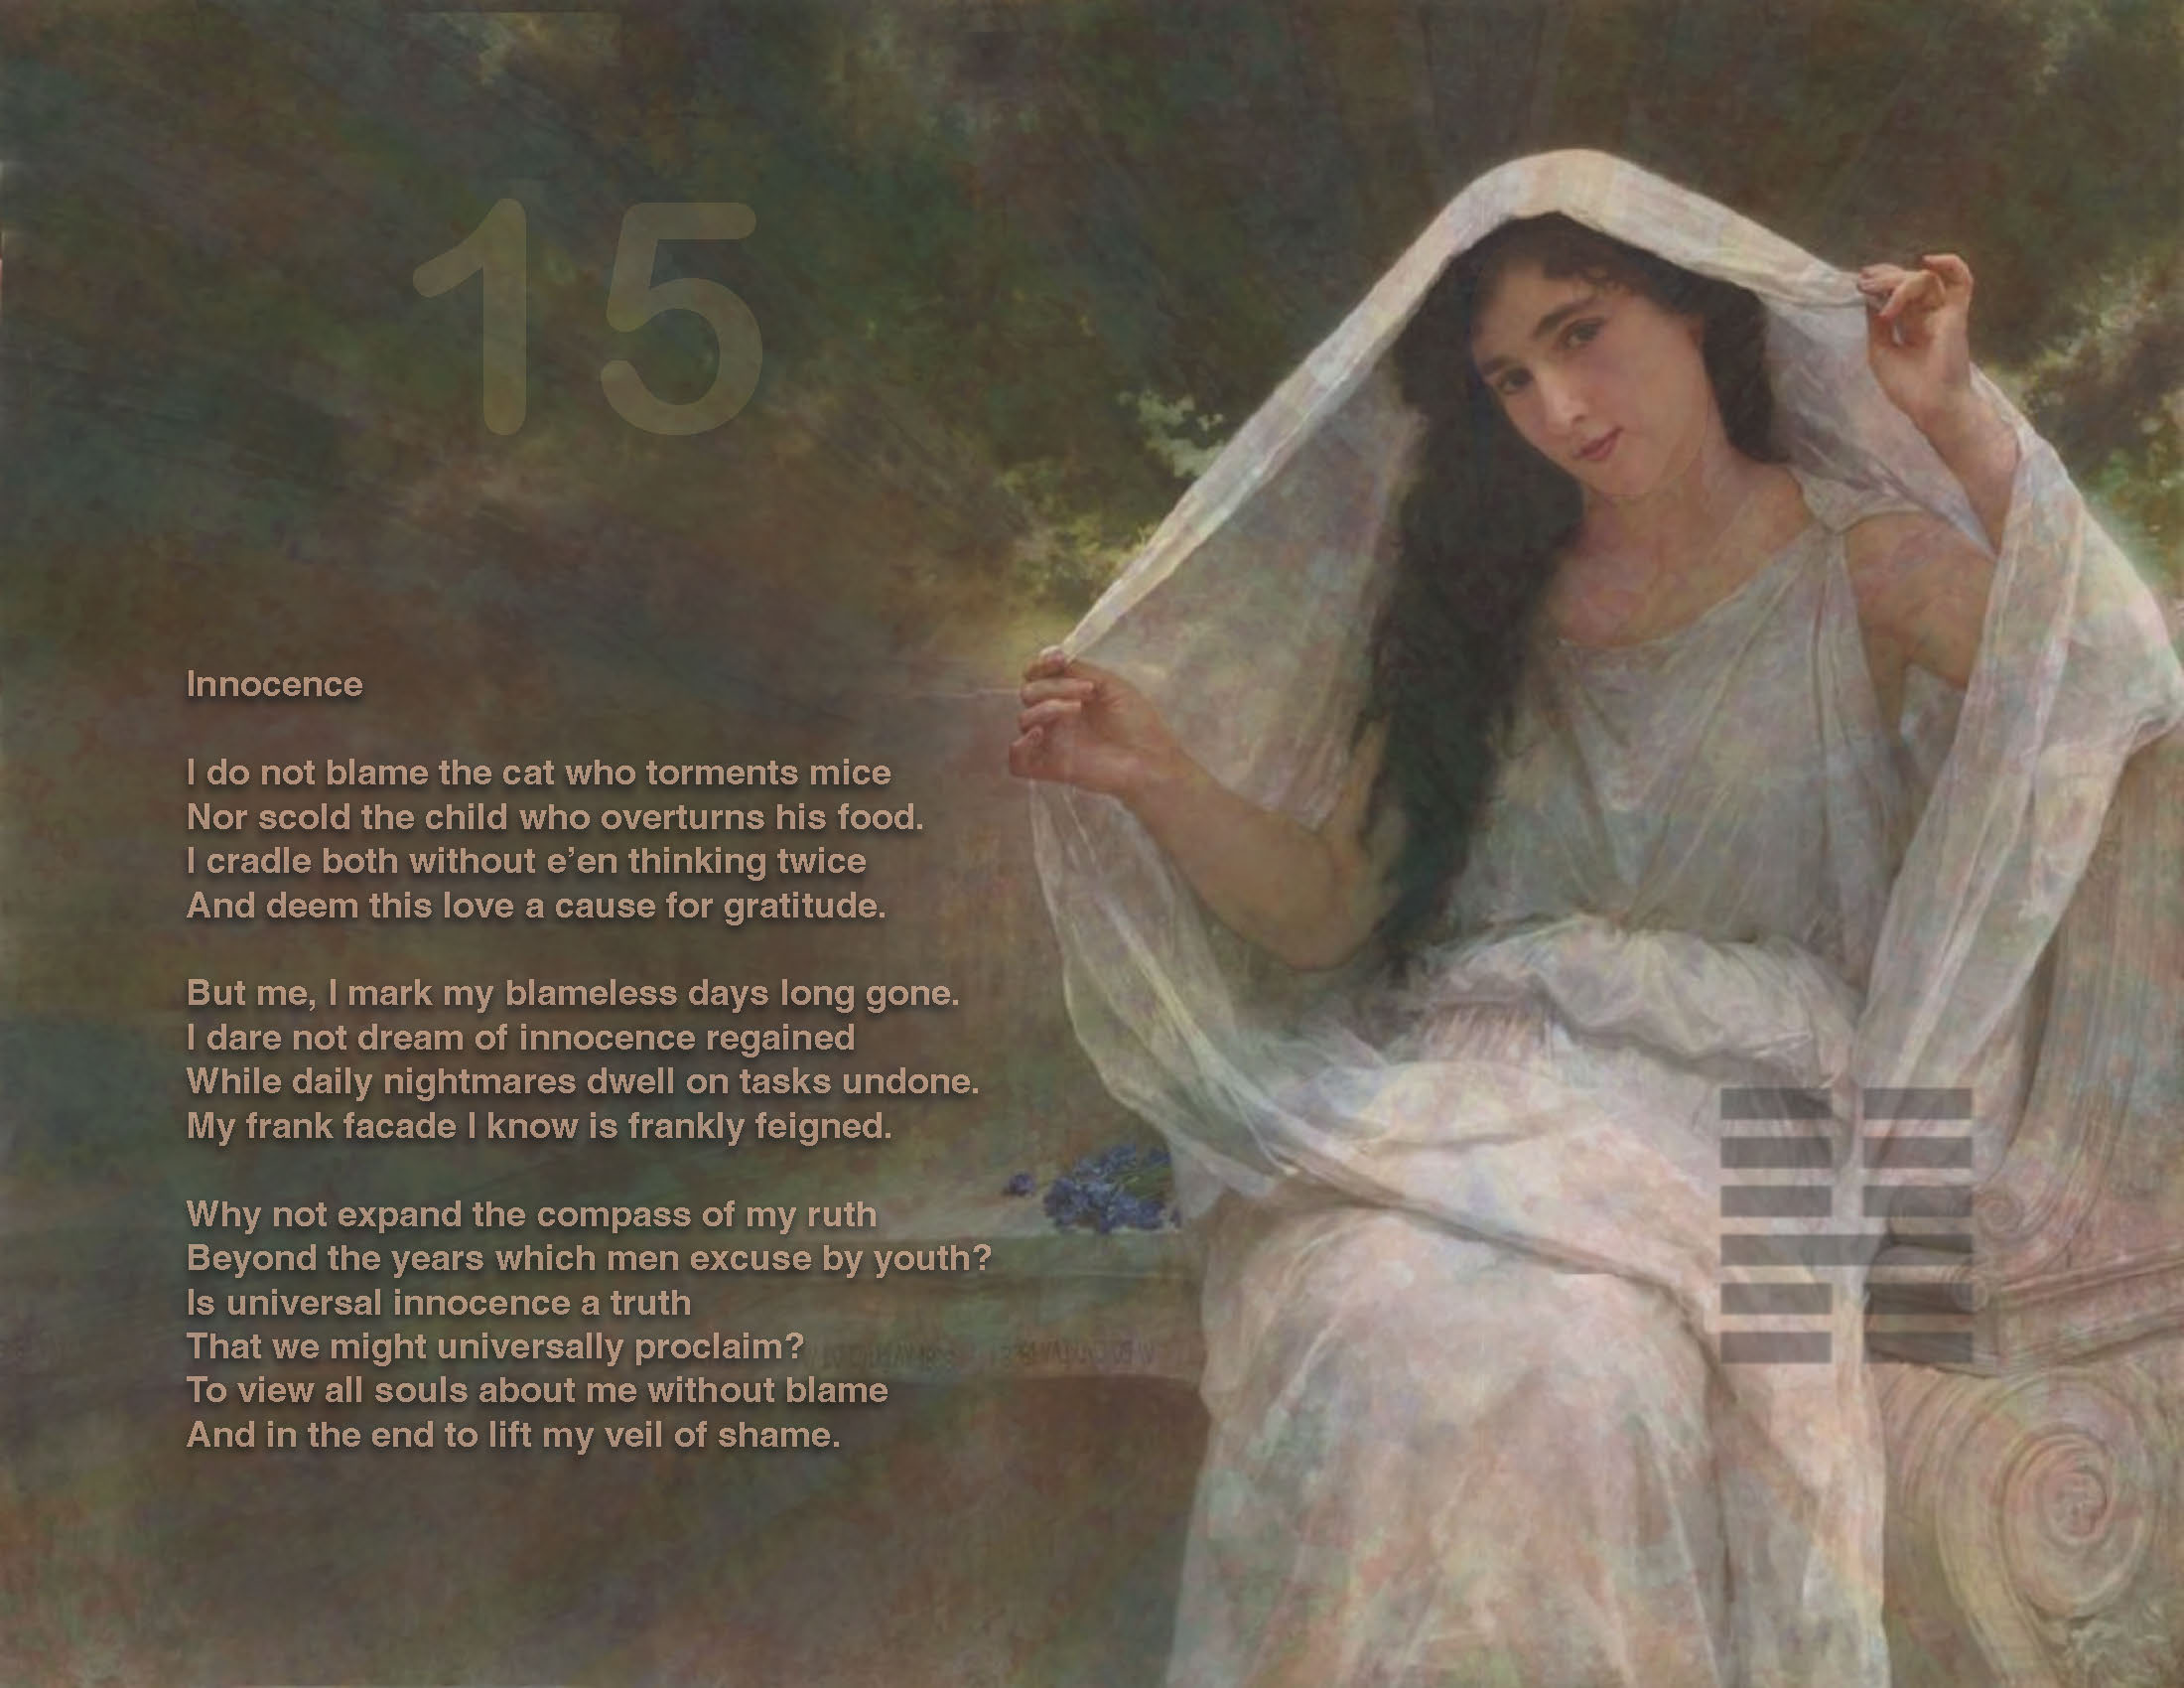 15
Innocence
I do not blame the cat who torments mice
Nor scold the child who overturns his food.
I cradle both without e’en thinking twice
And deem this love a cause for gratitude.
But me, I mark my blameless days long gone.
I dare not dream of innocence regained
While daily nightmares dwell on tasks undone.
My frank facade I know is frankly feigned.
Why not expand the compass of my ruth
Beyond the years which men excuse by youth?
Is universal innocence a truth
That we might universally proclaim?
To view all souls about me without blame
And in the end to lift my veil of shame.